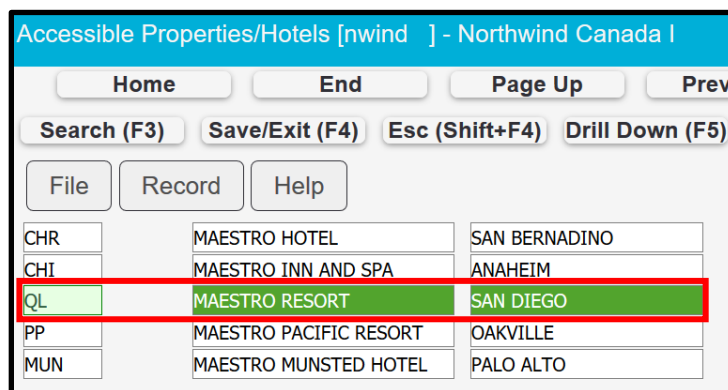 Accessible Properties/Hotels [nwind ] - Northwind Canada I
Home End Page Up Prev
Search (F3) Save/Exit (F4) Esc (Shift+F4) Drill Down (F5)
File Record Help
CHR MAESTRO HOTEL SAN BERNADINO
CHI MAESTRO INN AND SPA ANAHEIM
QL MAESTRO RESORT SAN DIEGO
PP MAESTRO PACIFIC RESORT OAKVILLE
MUN MAESTRO MUNSTED HOTEL PALO ALTO